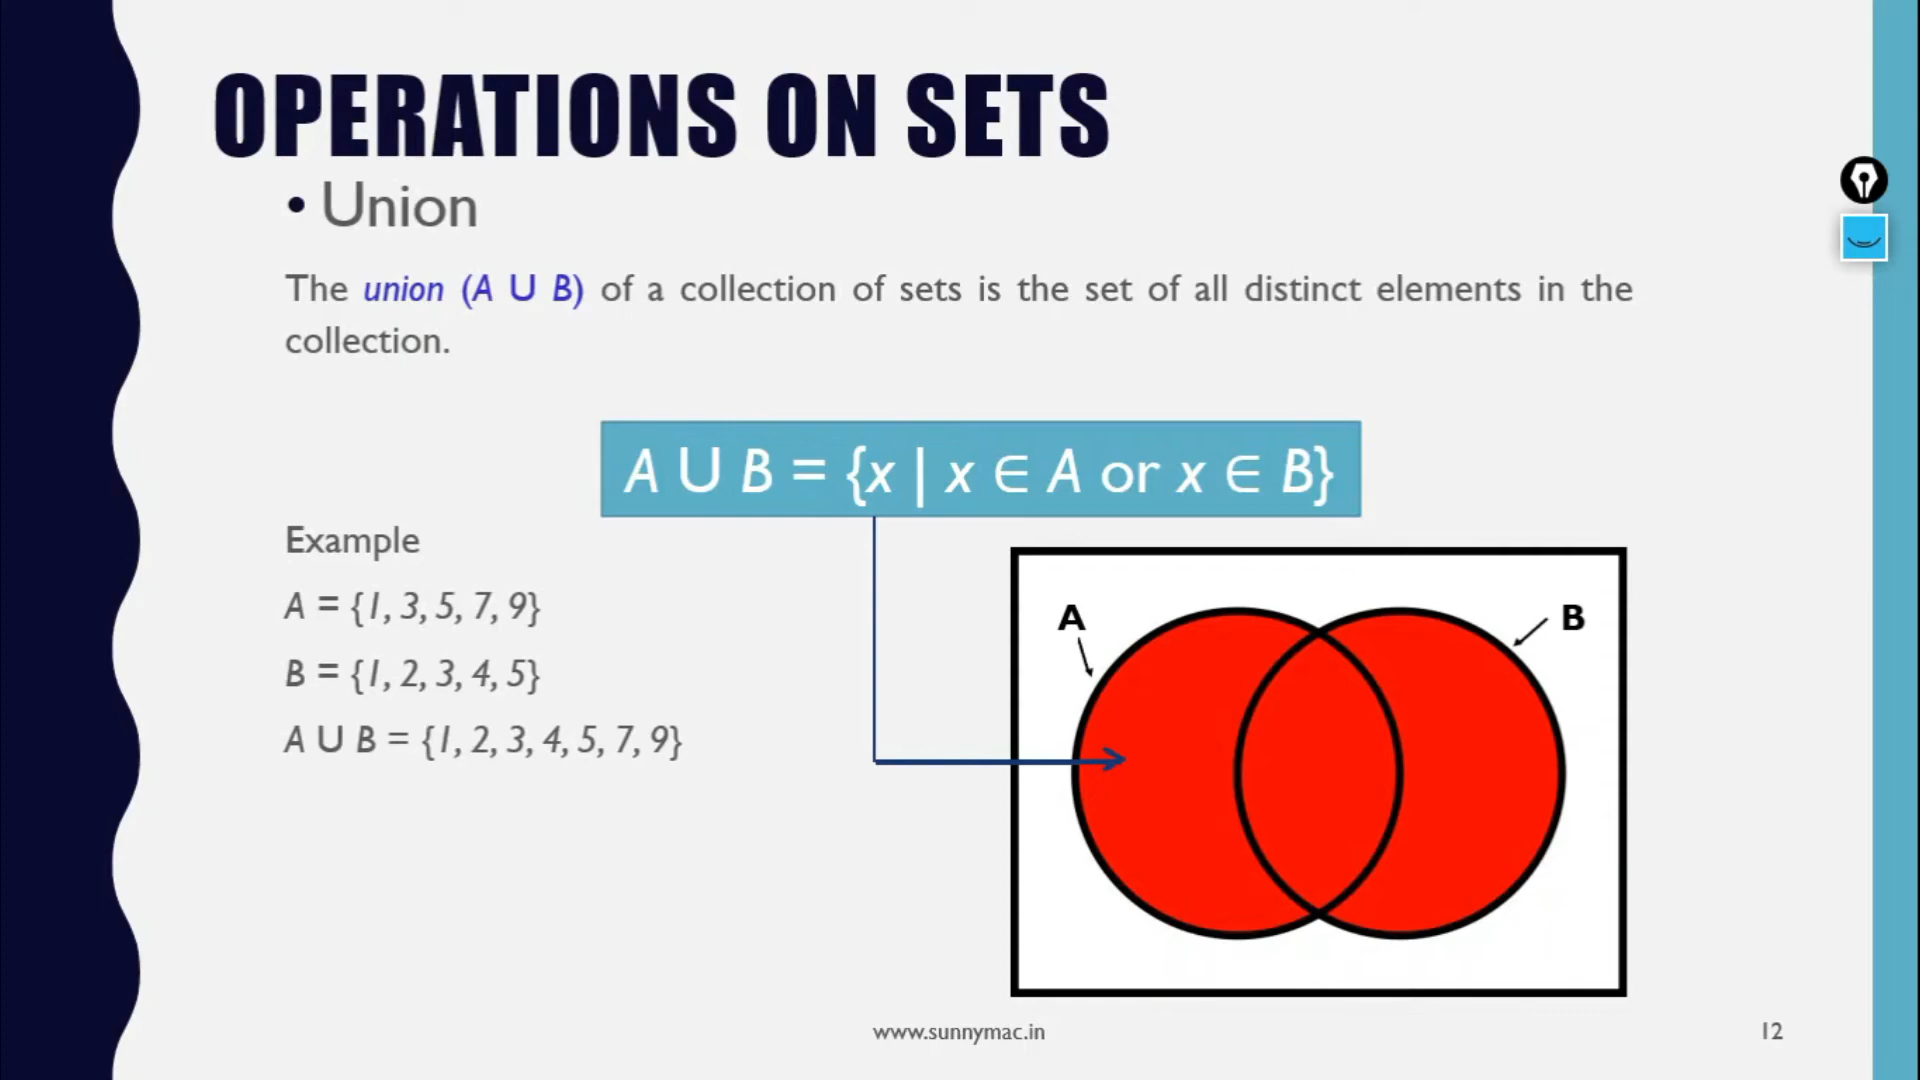 OPERATIONS ON SETS
• Union
The union (A ∪ B) of a collection of sets is the set of all distinct elements in the
collection.
A ∪ B = {x | x ∈ A or x ∈ B}
Example
A = {1, 3, 5, 7, 9}
B = {1, 2, 3, 4, 5}
A ∪ B = {1, 2, 3, 4, 5, 7, 9}
A
B
www.sunnymac.in
12